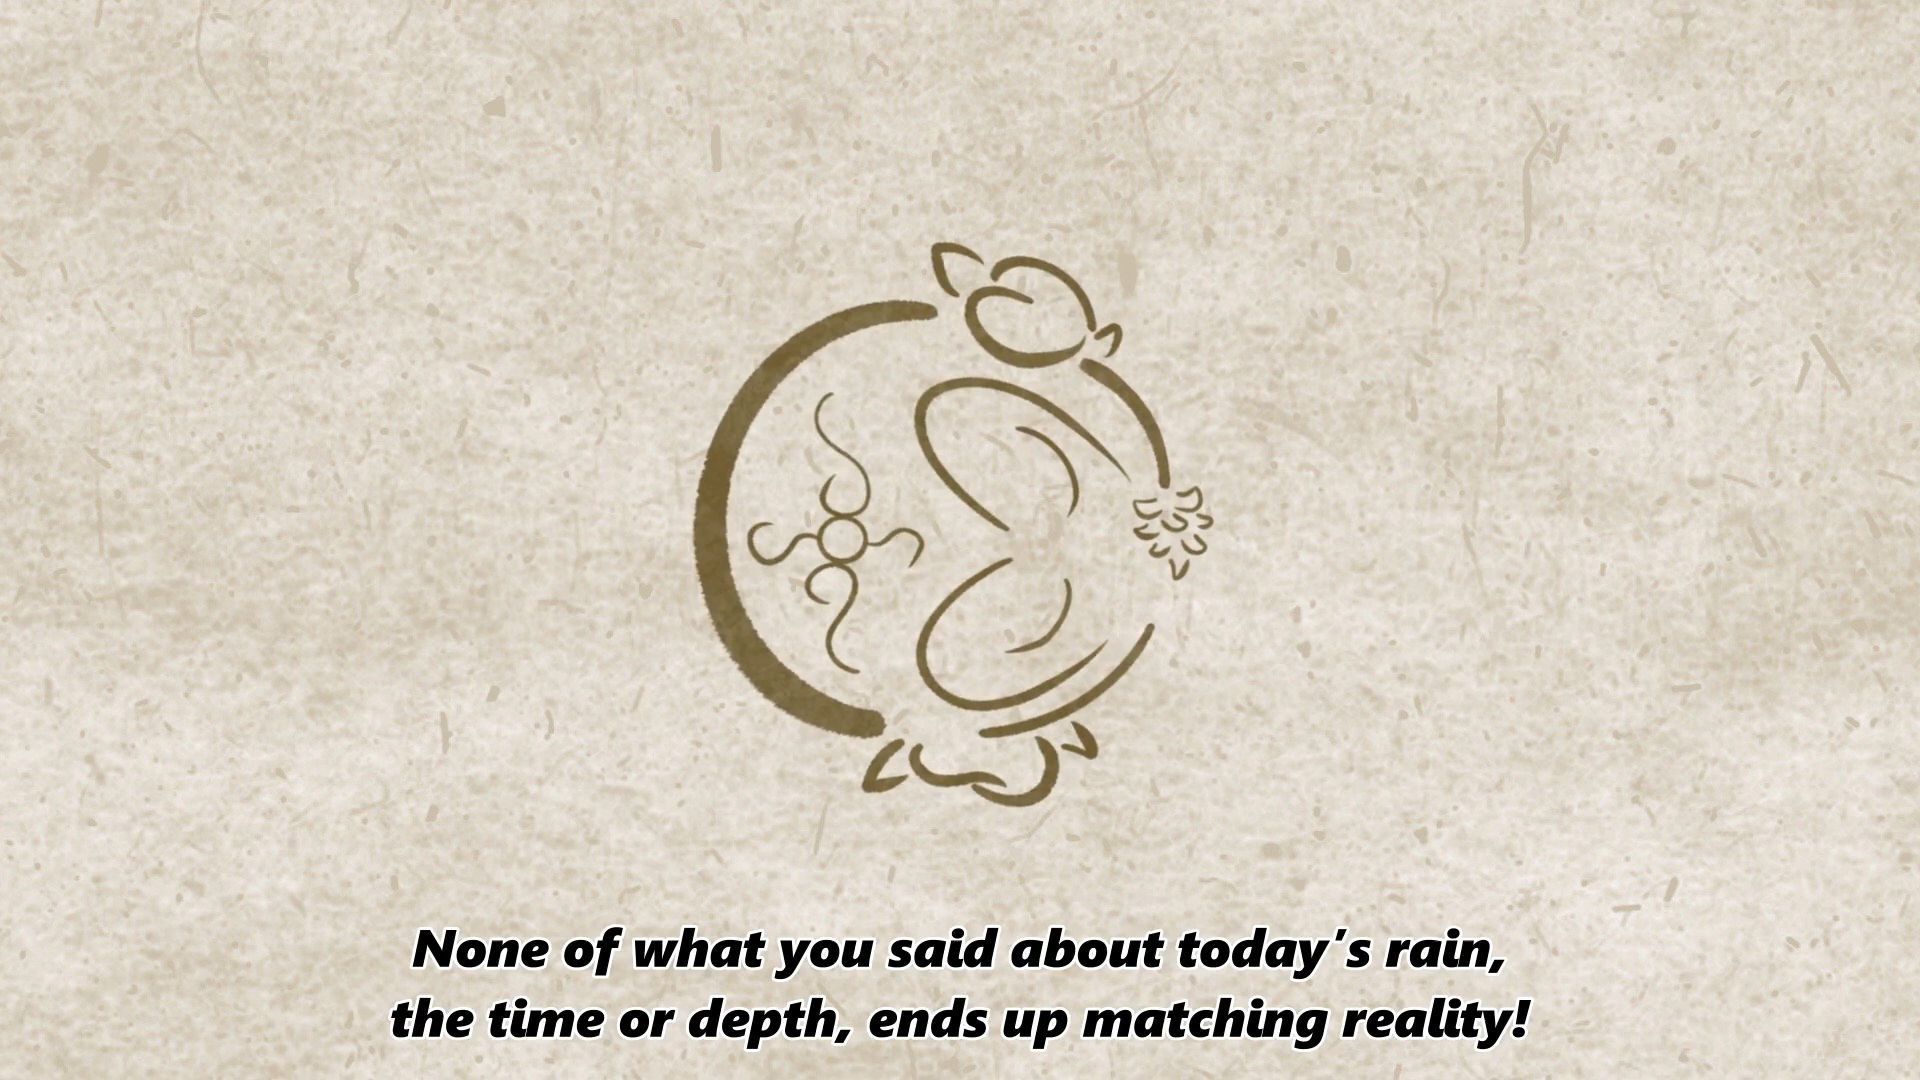 None of what you said about today's rain,
the time or depth, ends up matching reality!